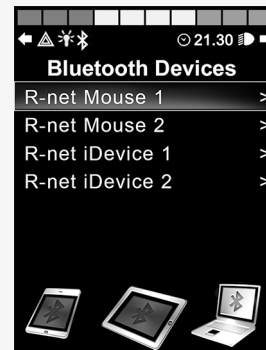 21.30
Bluetooth Devices
R-net Mouse 1 >
R-net Mouse 2 >
R-net iDevice 1 >
R-net iDevice 2 >